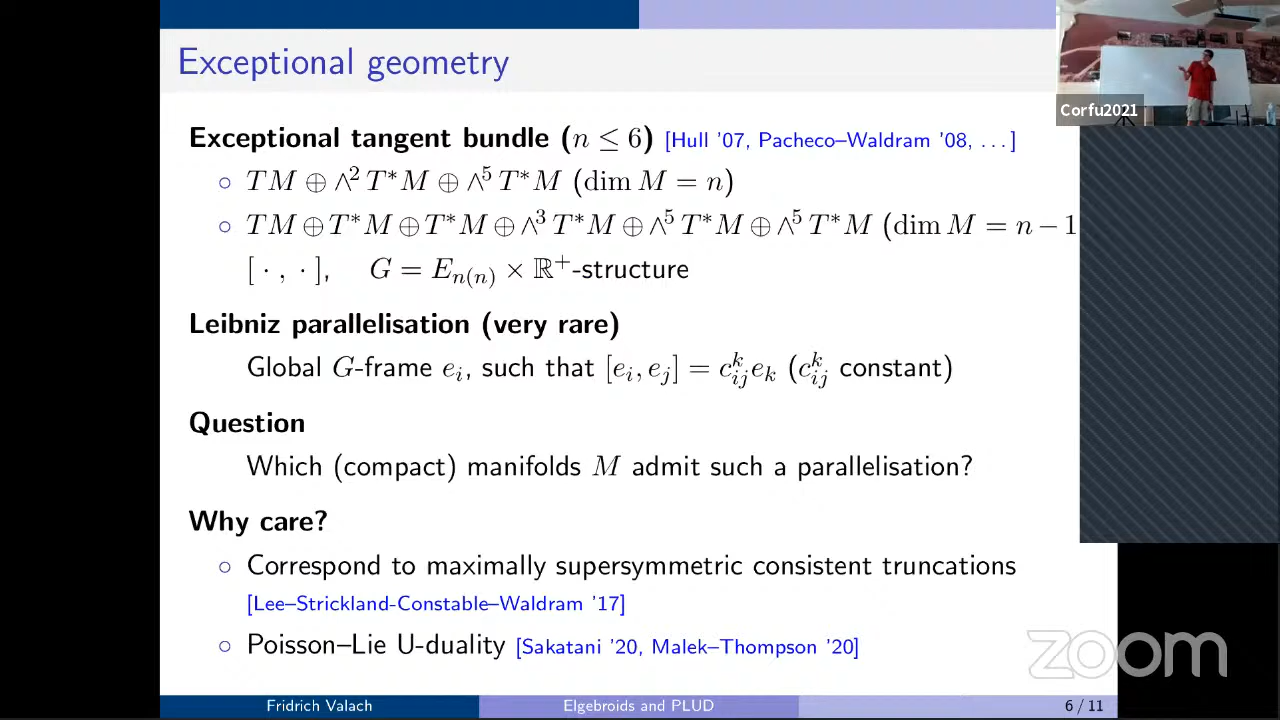 Exceptional geometry
Corfu2021
Exceptional tangent bundle (n ≤ 6) [Hull '07, Pacheco–Waldram '08, . . . ]
○ TM ⊕ ∧²T*M ⊕ ∧⁵T*M (dim M = n)
○ TM ⊕ T*M ⊕ T*M ⊕ ∧³T*M ⊕ ∧⁵T*M ⊕ ∧⁵T*M (dim M = n − 1
[ · , · ], G = E_{n(n)} × ℝ⁺-structure
Leibniz parallelisation (very rare)
Global G-frame e_i, such that [e_i, e_j] = c_{ij}^k e_k (c_{ij}^k constant)
Question
Which (compact) manifolds M admit such a parallelisation?
Why care?
○ Correspond to maximally supersymmetric consistent truncations
[Lee–Strickland-Constable–Waldram '17]
○ Poisson–Lie U-duality [Sakatani '20, Malek–Thompson '20]
zoom
Fridrich Valach Elgebroids and PLUD 6 / 11